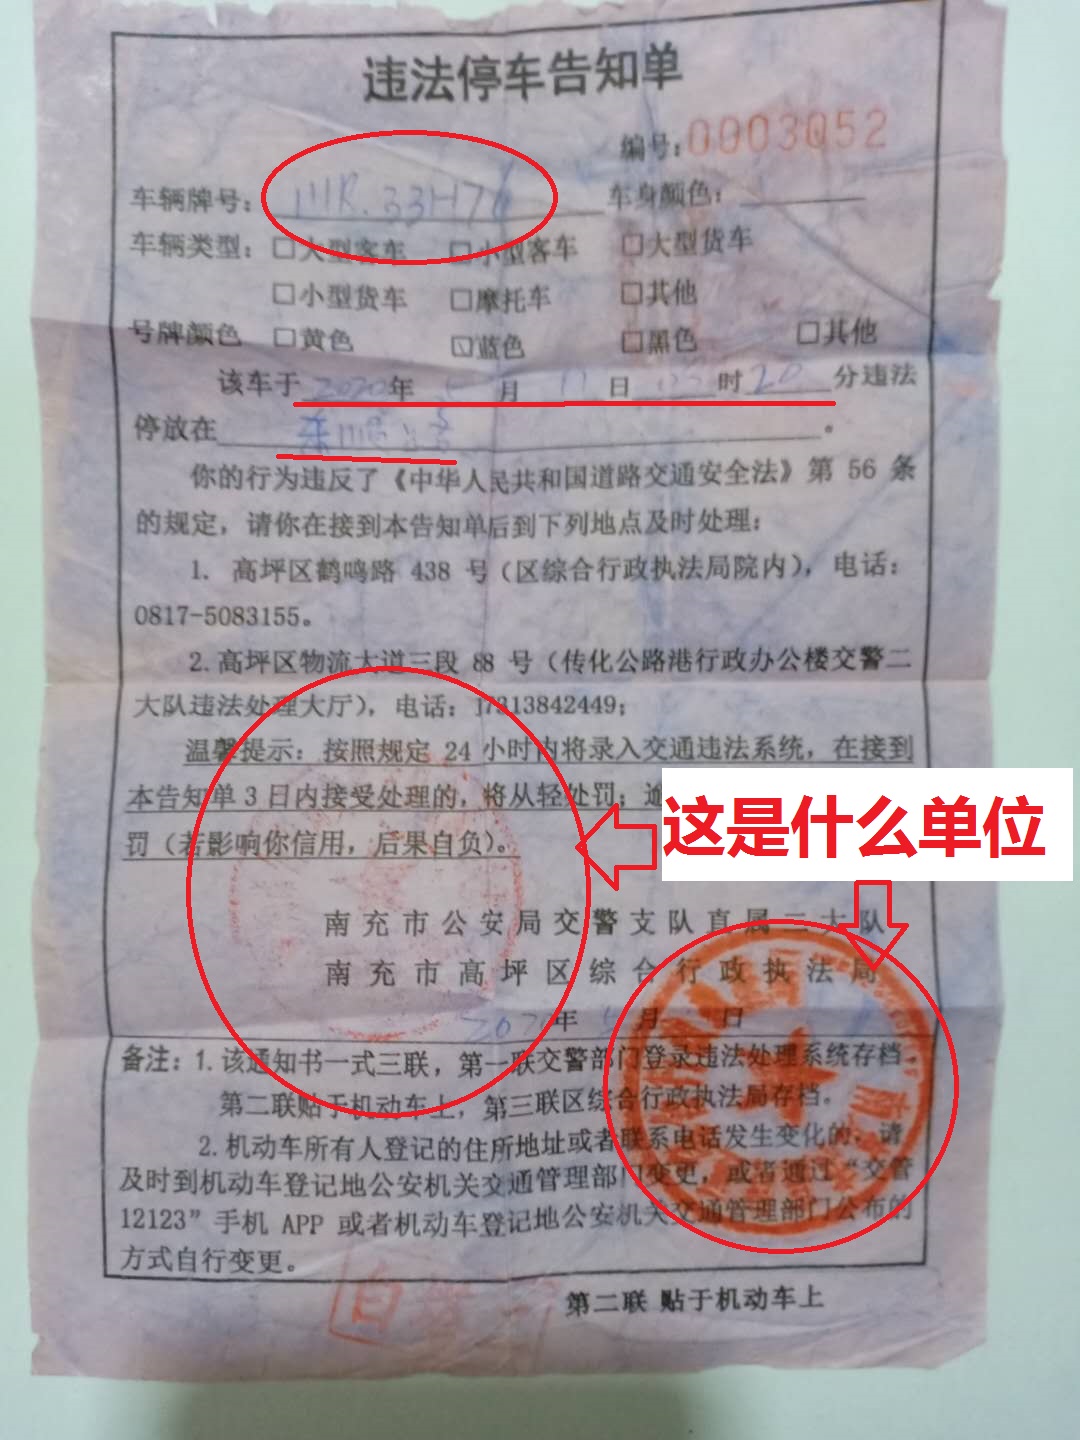 违法停车告知单
编号:0003052
车辆牌号: 川R.33H76 车身颜色:
车辆类型: □大型客车 □小型客车 □大型货车
□小型货车 □摩托车 □其他
号牌颜色 □黄色 ☑蓝色 □黑色 □其他
该车于 2020年 5月 11日 时 20 分违法
停放在 东顺路。
你的行为违反了《中华人民共和国道路交通安全法》第 56 条
的规定，请你在接到本告知单后到下列地点及时处理：
1. 高坪区鹤鸣路 438 号（区综合行政执法局院内），电话：
0817-5083155。
2.高坪区物流大道三段 88 号（传化公路港行政办公楼交警二
大队违法处理大厅），电话：17313842449；
温馨提示：按照规定 24 小时内将录入交通违法系统，在接到
本告知单 3 日内接受处理的，将从轻处罚；
这是什么单位
罚（若影响你信用，后果自负）。
南充市公安局交警支队直属二大队
南充市高坪区综合行政执法局
2020年 5月 日
备注：1.该通知书一式三联，第一联交警部门登录违法处理系统存档，
第二联贴于机动车上，第三联区综合行政执法局存档。
2.机动车所有人登记的住所地址或者联系电话发生变化的，请
及时到机动车登记地公安机关交通管理部门变更，或者通过“交管
12123”手机 APP 或者机动车登记地公安机关交通管理部门公布的
方式自行变更。
第二联 贴于机动车上